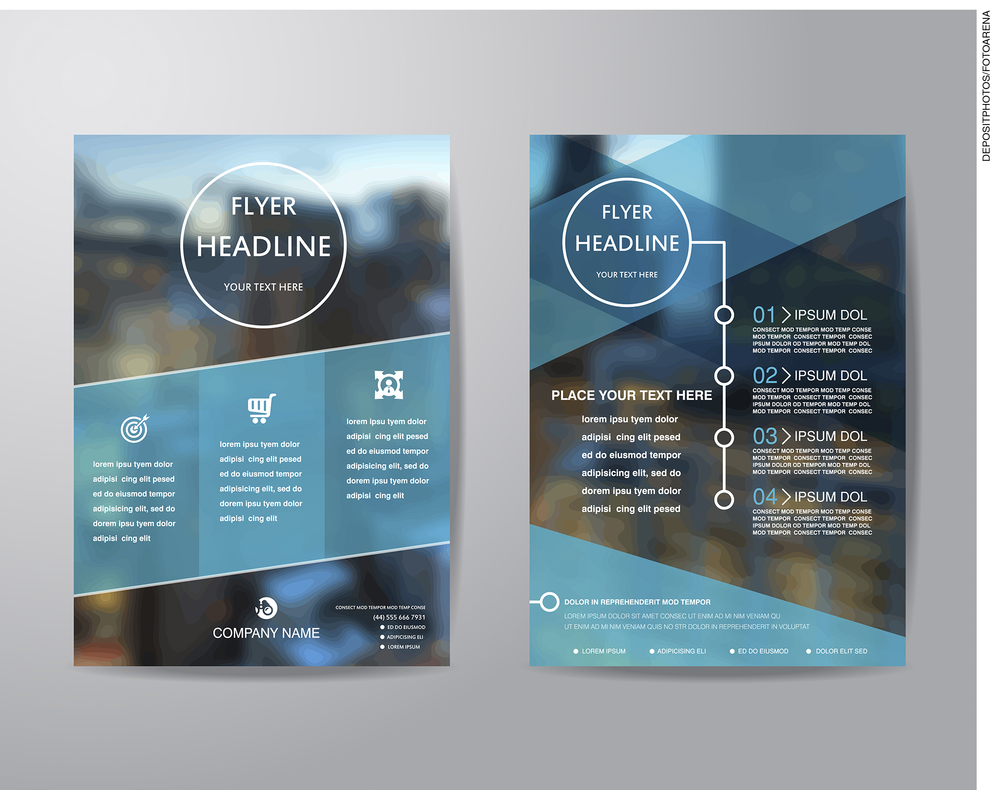 DEPOSITPHOTOS/FOTOARENA
FLYER
HEADLINE
YOUR TEXT HERE
lorem ipsu tyem dolor
adipisi cing elit pesed
ed do eiusmod tempor
adipisicing elit, sed do
dorem ipsu tyem dolor
adipisi cing elit
lorem ipsu tyem dolor
adipisi cing elit pesed
ed do eiusmod tempor
adipisicing elit, sed do
dorem ipsu tyem dolor
adipisi cing elit
lorem ipsu tyem dolor
adipisi cing elit pesed
ed do eiusmod tempor
adipisicing elit, sed do
dorem ipsu tyem dolor
adipisi cing elit
COMPANY NAME
CONSECT MOD TEMPOR MOD TEMP CONSE
(44) 555 666 7931
ED DO EIUSMOD
ADIPICISING ELI
LOREM IPSUM
FLYER
HEADLINE
YOUR TEXT HERE
PLACE YOUR TEXT HERE
lorem ipsu tyem dolor
adipisi cing elit pesed
ed do eiusmod tempor
adipisicing elit, sed do
dorem ipsu tyem dolor
adipisi cing elit pesed
01 IPSUM DOL
CONSECT MOD TEMPOR MOD TEMP CONSE
MOD TEMPOR CONSECT TEMPOR CONSEC
IPSUM DOLOR OD TEMPOR MOD TEMP DOL
MOD TEMPOR CONSECT TEMPOR CONSEC
02 IPSUM DOL
CONSECT MOD TEMPOR MOD TEMP CONSE
MOD TEMPOR CONSECT TEMPOR CONSEC
IPSUM DOLOR OD TEMPOR MOD TEMP DOL
MOD TEMPOR CONSECT TEMPOR CONSEC
03 IPSUM DOL
CONSECT MOD TEMPOR MOD TEMP CONSE
MOD TEMPOR CONSECT TEMPOR CONSEC
IPSUM DOLOR OD TEMPOR MOD TEMP DOL
MOD TEMPOR CONSECT TEMPOR CONSEC
04 IPSUM DOL
CONSECT MOD TEMPOR MOD TEMP CONSE
MOD TEMPOR CONSECT TEMPOR CONSEC
IPSUM DOLOR OD TEMPOR MOD TEMP DOL
MOD TEMPOR CONSECT TEMPOR CONSEC
DOLOR IN REPREHENDERIT MOD TEMPOR
LOREM IPSUM DOLOR SIT AMET CONSEC UT ENIM AD MI NIM VENIAM QU
UT ENIM AD MI NIM VENIAM QUIS NO STR DOLOR IN REPREHENDERIT IN VOLUPTAT
LOREM IPSUM
ADIPICISING ELI
ED DO EIUSMOD
DOLOR ELIT SED